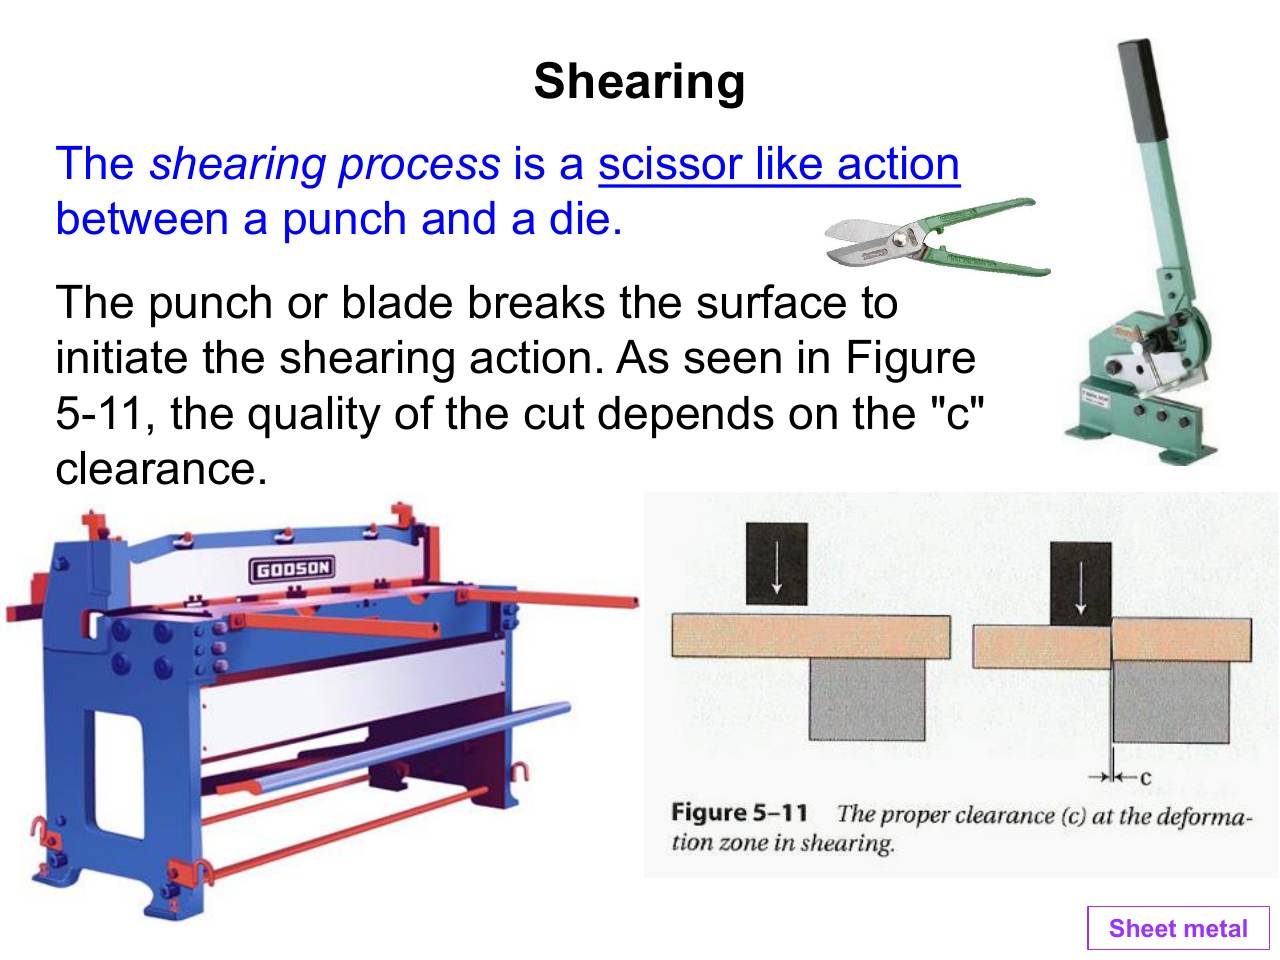 Shearing
The shearing process is a scissor like action
between a punch and a die.
The punch or blade breaks the surface to
initiate the shearing action. As seen in Figure
5-11, the quality of the cut depends on the "c"
clearance.
GODSON
c
Figure 5–11 The proper clearance (c) at the deforma-
tion zone in shearing.
Sheet metal